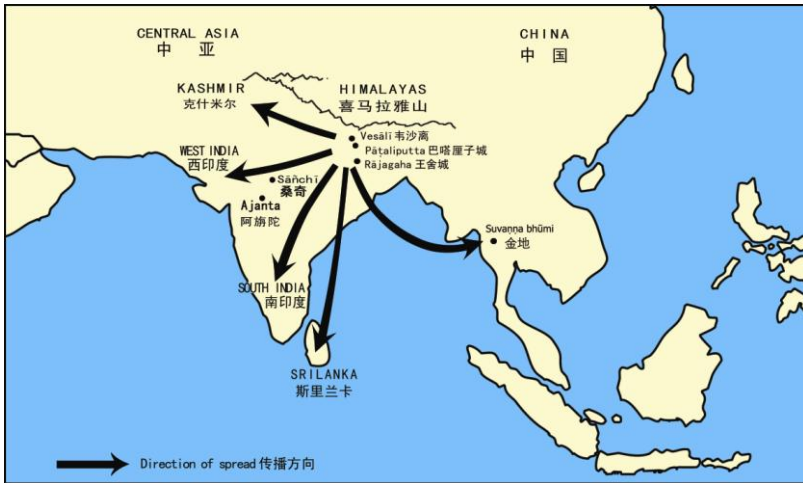 CENTRAL ASIA
中 亚
CHINA
中 国
KASHMIR
克什米尔
HIMALAYAS
喜马拉雅山
Vesālī 韦沙离
Pāṭaliputta 巴嗒厘子城
Rājagaha 王舍城
WEST INDIA
西印度
Sāñchī
桑奇
Ajanta
阿旃陀
Suvaṇṇa bhūmi
金地
SOUTH INDIA
南印度
SRILANKA
斯里兰卡
Direction of spread 传播方向